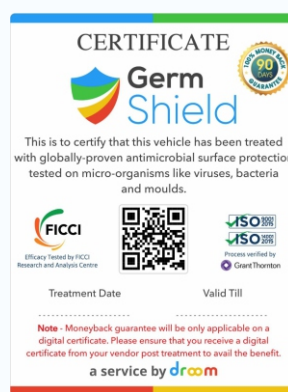 CERTIFICATE
100% MONEY BACK
90
DAYS
GUARANTEE
Germ
Shield
This is to certify that this vehicle has been treated
with globally-proven antimicrobial surface protection
tested on micro-organisms like viruses, bacteria
and moulds.
FICCI
Efficacy Tested by FICCI
Research and Analysis Centre
ISO 9001
2015
ISO 9001
2015
Process verified by
GrantThornton
Treatment Date
Valid Till
Note - Moneyback guarantee will be only applicable on a
digital certificate. Please ensure that you receive a digital
certificate from your vendor post treatment to avail the benefit.
a service by droom